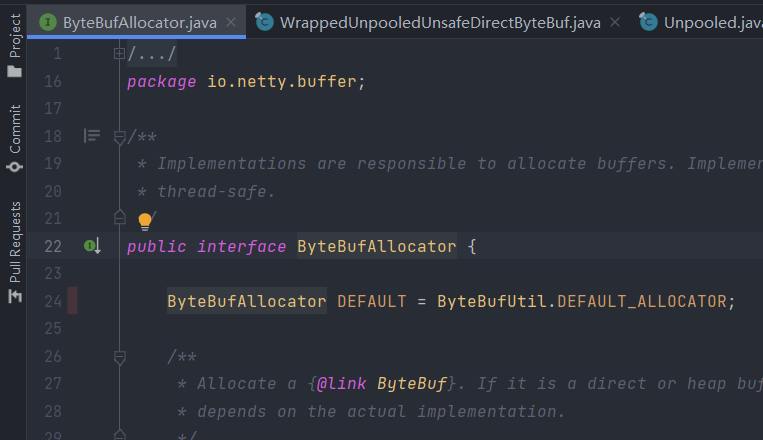 ByteBufAllocator.java
WrappedUnpooledUnsafeDirectByteBuf.java
Unpooled.java
Project
Commit
Pull Requests
1 /.../
16 package io.netty.buffer;
17
18 /**
19 * Implementations are responsible to allocate buffers. Implemen
20 * thread-safe.
21 */
22 public interface ByteBufAllocator {
23
24 ByteBufAllocator DEFAULT = ByteBufUtil.DEFAULT_ALLOCATOR;
25
26 /**
27 * Allocate a {@link ByteBuf}. If it is a direct or heap buf
28 * depends on the actual implementation.
29 */